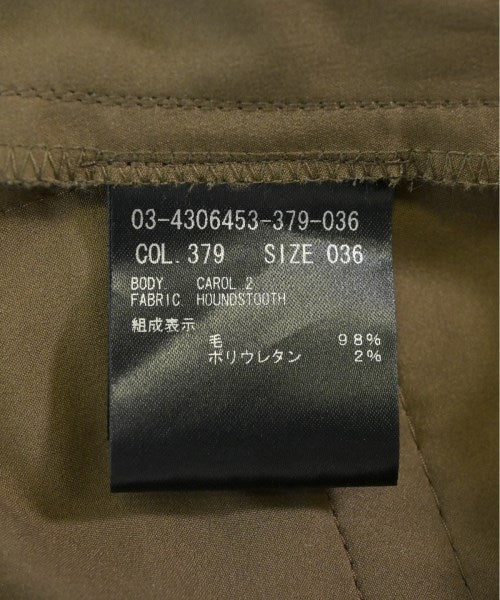 03-4306453-379-036
COL.379 SIZE 036
BODY CAROL 2
FABRIC HOUNDSTOOTH
組成表示
毛 98%
ポリウレタン 2%